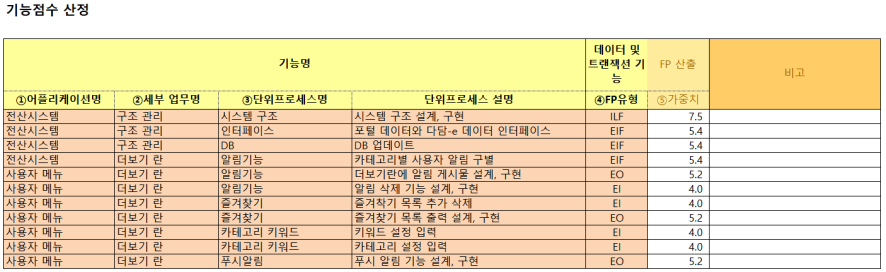 기능점수 산정
기능명 데이터 및 트랜잭션 기능 FP 산출 비고
①어플리케이션명 ②세부 업무명 ③단위프로세스명 단위프로세스 설명 ④FP유형 ⑤가중치
전산시스템 구조 관리 시스템 구조 시스템 구조 설계, 구현 ILF 7.5
전산시스템 구조 관리 인터페이스 포털 데이터와 다담-e 데이터 인터페이스 EIF 5.4
전산시스템 구조 관리 DB DB 업데이트 EIF 5.4
전산시스템 더보기 란 알림기능 카테고리별 사용자 알림 구별 EIF 5.4
사용자 메뉴 더보기 란 알림기능 더보기란에 알림 게시물 설계, 구현 EO 5.2
사용자 메뉴 더보기 란 알림기능 알림 삭제 기능 설계, 구현 EI 4.0
사용자 메뉴 더보기 란 즐겨찾기 즐겨착기 목록 추가 삭제 EI 4.0
사용자 메뉴 더보기 란 즐겨찾기 즐겨찾기 목록 출력 설계, 구현 EO 5.2
사용자 메뉴 더보기 란 카테고리 키워드 키워드 설정 입력 EI 4.0
사용자 메뉴 더보기 란 카테고리 키워드 카테고리 설정 입력 EI 4.0
사용자 메뉴 더보기 란 푸시알림 푸시 알림 기능 설계, 구현 EO 5.2